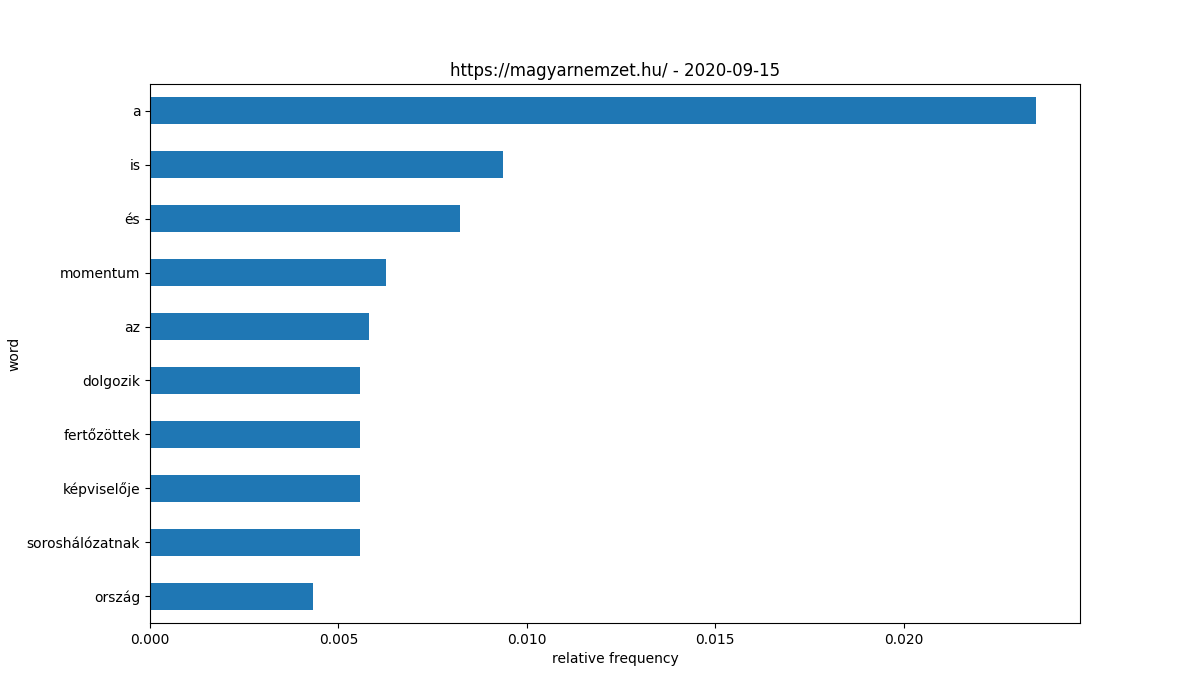 https://magyarnemzet.hu/ - 2020-09-15
word
a
is
és
momentum
az
dolgozik
fertőzöttek
képviselője
soroshálózatnak
ország
0.000 0.005 0.010 0.015 0.020
relative frequency